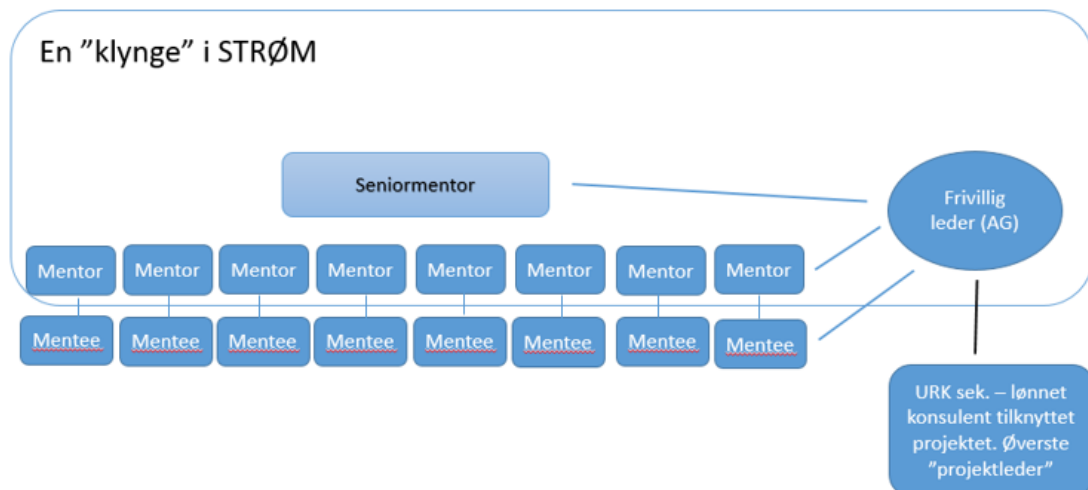 En ”klynge” i STRØM
Seniormentor
Frivillig
leder (AG)
Mentor Mentor Mentor Mentor Mentor Mentor Mentor Mentor
Mentee Mentee Mentee Mentee Mentee Mentee Mentee Mentee
URK sek. – lønnet
konsulent tilknyttet
projektet. Øverste
”projektleder”